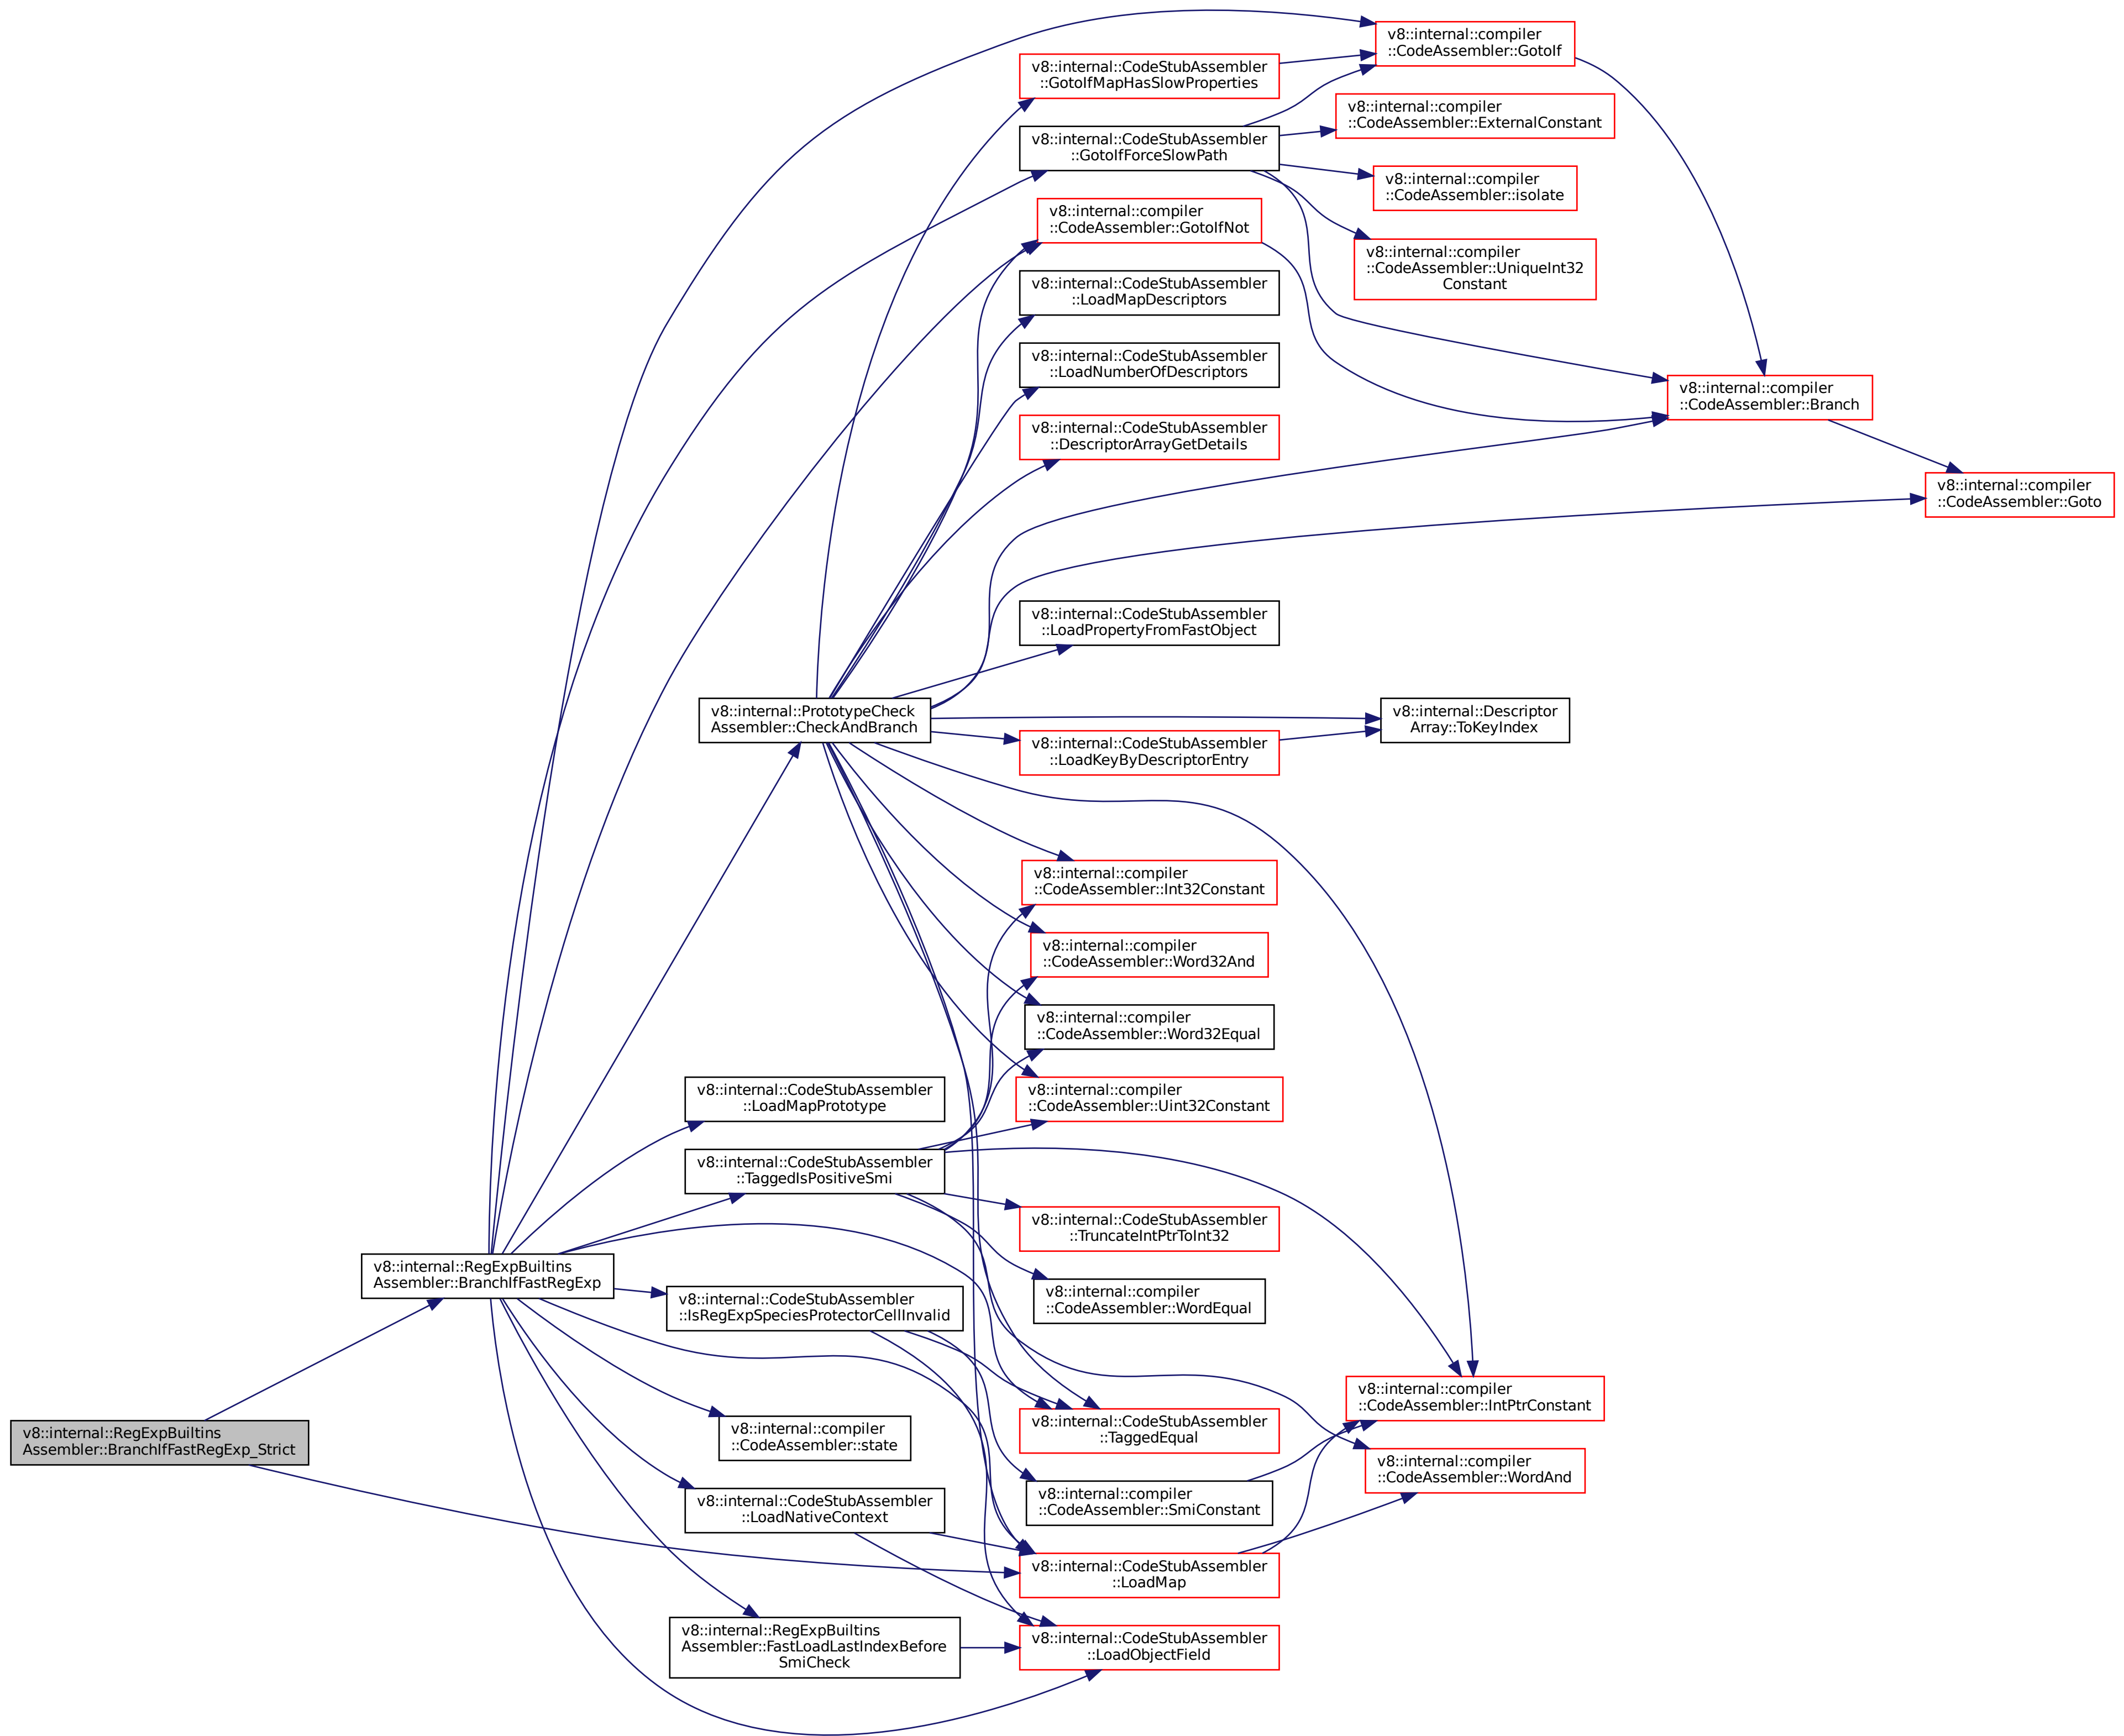 v8::internal::compiler
::CodeAssembler::GotoIf
v8::internal::CodeStubAssembler
::GotoIfMapHasSlowProperties
v8::internal::compiler
::CodeAssembler::ExternalConstant
v8::internal::CodeStubAssembler
::GotoIfForceSlowPath
v8::internal::compiler
::CodeAssembler::isolate
v8::internal::compiler
::CodeAssembler::GotoIfNot
v8::internal::compiler
::CodeAssembler::UniqueInt32
Constant
v8::internal::CodeStubAssembler
::LoadMapDescriptors
v8::internal::CodeStubAssembler
::LoadNumberOfDescriptors
v8::internal::compiler
::CodeAssembler::Branch
v8::internal::CodeStubAssembler
::DescriptorArrayGetDetails
v8::internal::compiler
::CodeAssembler::Goto
v8::internal::CodeStubAssembler
::LoadPropertyFromFastObject
v8::internal::PrototypeCheck
Assembler::CheckAndBranch
v8::internal::Descriptor
Array::ToKeyIndex
v8::internal::CodeStubAssembler
::LoadKeyByDescriptorEntry
v8::internal::compiler
::CodeAssembler::Int32Constant
v8::internal::compiler
::CodeAssembler::Word32And
v8::internal::compiler
::CodeAssembler::Word32Equal
v8::internal::CodeStubAssembler
::LoadMapPrototype
v8::internal::compiler
::CodeAssembler::Uint32Constant
v8::internal::CodeStubAssembler
::TaggedIsPositiveSmi
v8::internal::CodeStubAssembler
::TruncateIntPtrToInt32
v8::internal::RegExpBuiltins
Assembler::BranchIfFastRegExp
v8::internal::CodeStubAssembler
::IsRegExpSpeciesProtectorCellInvalid
v8::internal::compiler
::CodeAssembler::WordEqual
v8::internal::compiler
::CodeAssembler::IntPtrConstant
v8::internal::RegExpBuiltins
Assembler::BranchIfFastRegExp_Strict
v8::internal::compiler
::CodeAssembler::state
v8::internal::CodeStubAssembler
::TaggedEqual
v8::internal::compiler
::CodeAssembler::WordAnd
v8::internal::CodeStubAssembler
::LoadNativeContext
v8::internal::compiler
::CodeAssembler::SmiConstant
v8::internal::CodeStubAssembler
::LoadMap
v8::internal::RegExpBuiltins
Assembler::FastLoadLastIndexBefore
SmiCheck
v8::internal::CodeStubAssembler
::LoadObjectField